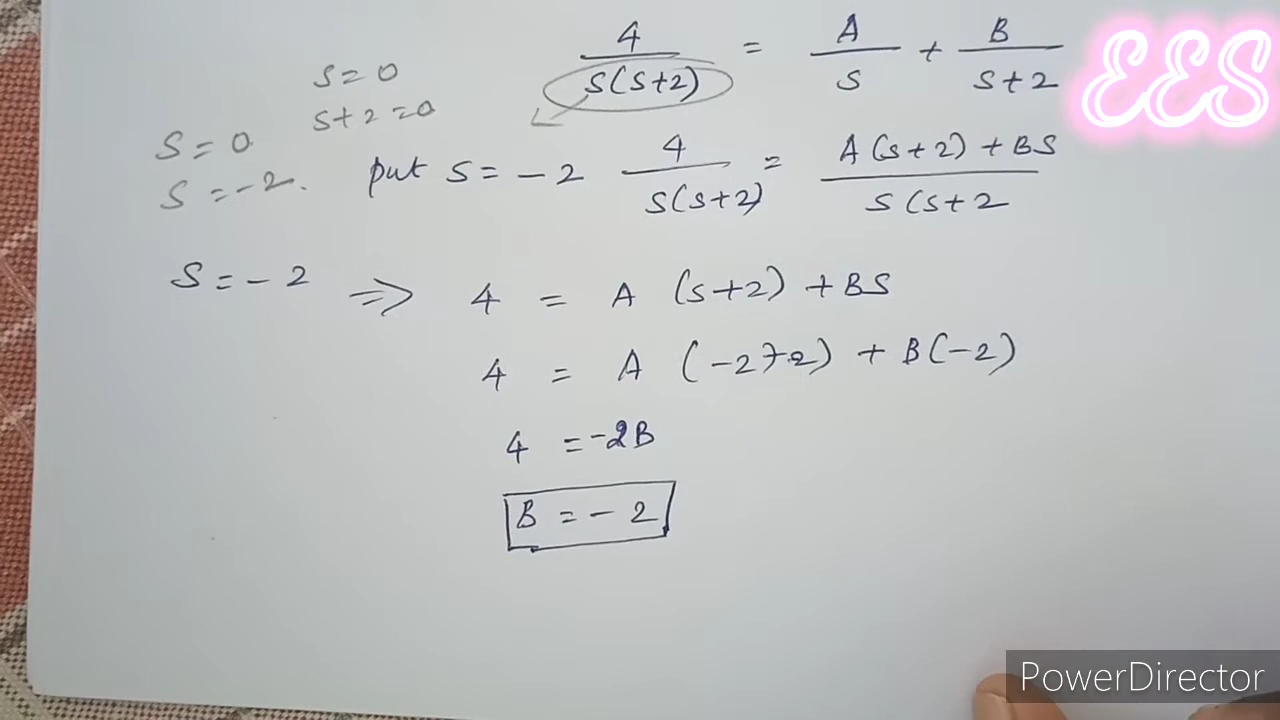 4/s(s+2) = A/s + B/s+2
EES
s=0
s+2=0
s=0
s=-2.
put s=-2 4/s(s+2) = A(s+2)+Bs/s(s+2
s=-2 => 4 = A (s+2) +Bs
4 = A (-2+2) + B(-2)
4 =-2B
B =-2
PowerDirector